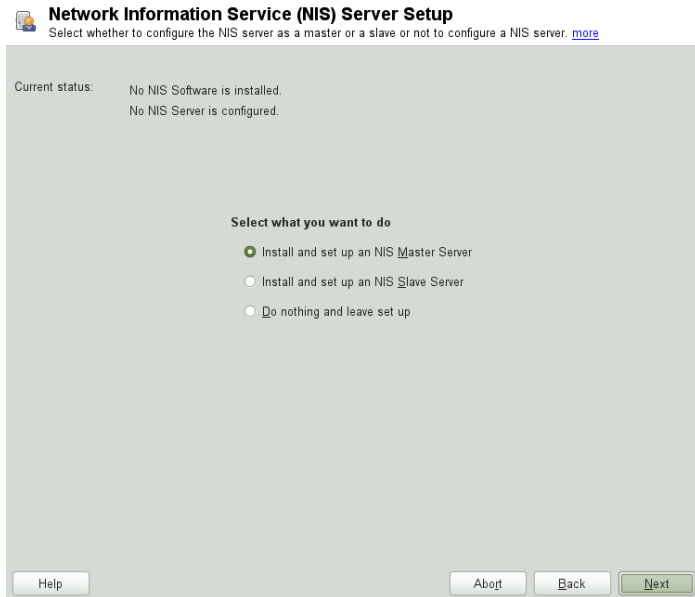 Network Information Service (NIS) Server Setup
Select whether to configure the NIS server as a master or a slave or not to configure a NIS server. more
Current status:
No NIS Software is installed.
No NIS Server is configured.
Select what you want to do
Install and set up an NIS Master Server
Install and set up an NIS Slave Server
Do nothing and leave set up
Help
Abort
Back
Next